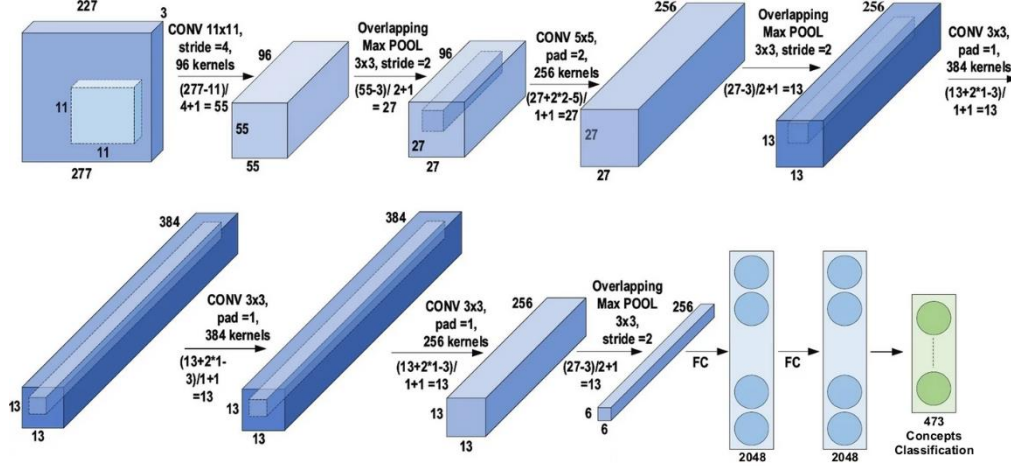 227
3
CONV 11x11,
stride =4,
96 kernels
(277-11)/
4+1 = 55
11
11
277
96
55
55
Overlapping
Max POOL
3x3, stride =2
(55-3)/ 2+1
= 27
96
27
27
CONV 5x5,
pad =2,
256 kernels
(27+2*2-5)/
1+1 =27
256
27
27
Overlapping
Max POOL
3x3, stride =2
(27-3)/2+1 =13
256
13
13
CONV 3x3,
pad =1,
384 kernels
(13+2*1-3)/
1+1 =13
384
13
13
CONV 3x3,
pad =1,
384 kernels
(13+2*1-
3)/1+1
=13
384
13
13
CONV 3x3,
pad =1,
256 kernels
(13+2*1-3)/
1+1 =13
256
13
13
Overlapping
Max POOL
3x3,
stride =2
(27-3)/2+1
=13
256
6
6
FC
2048
FC
2048
473
Concepts
Classification